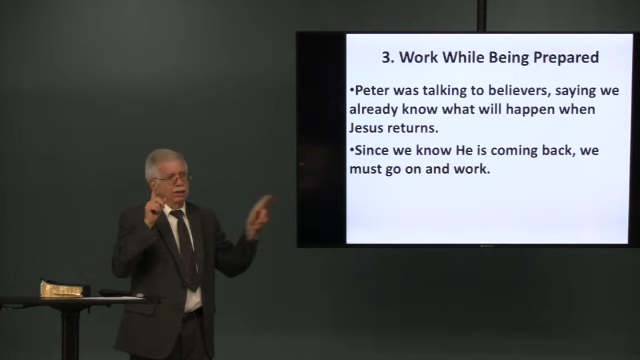 3. Work While Being Prepared
•Peter was talking to believers, saying we
already know what will happen when
Jesus returns.
•Since we know He is coming back, we
must go on and work.